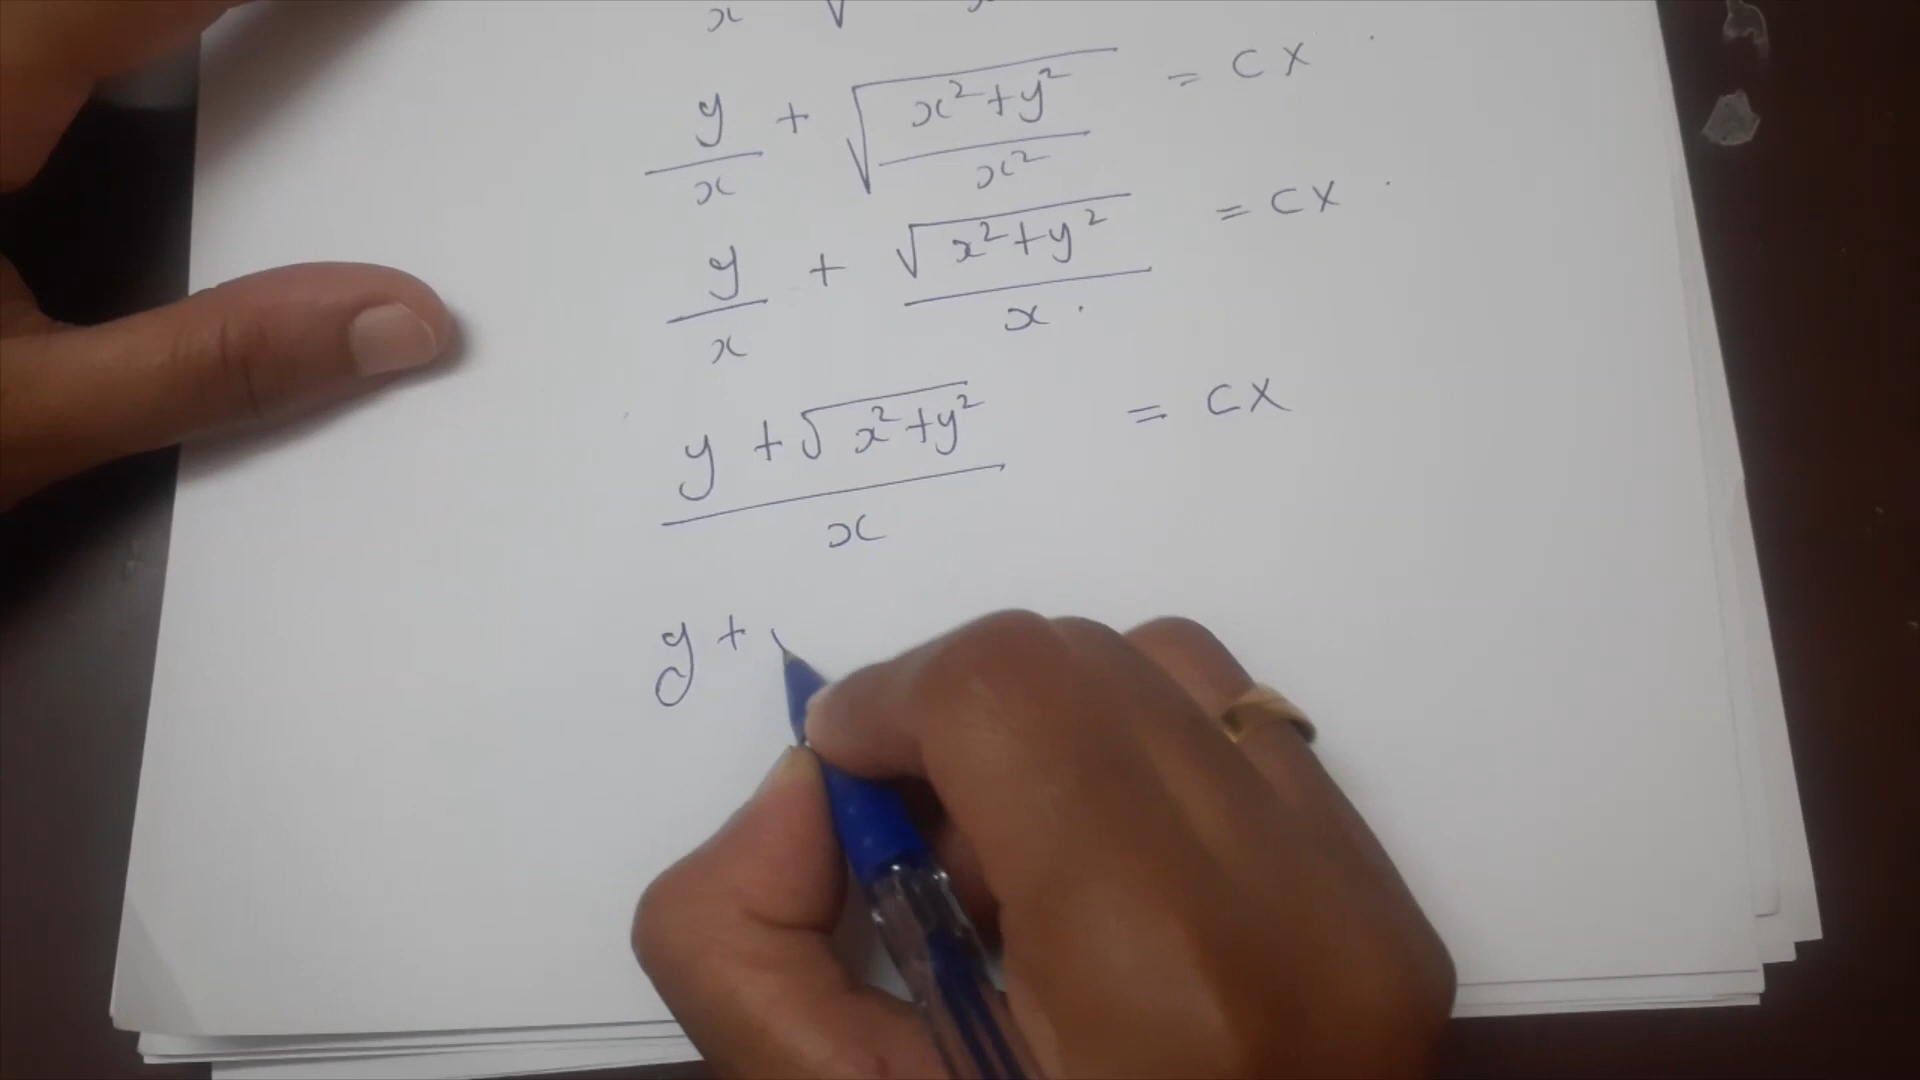 x √ x
y/x + √((x²+y²)/x²) = cx
y/x + √(x²+y²)/x = cx
(y + √(x²+y²))/x = cx
y +